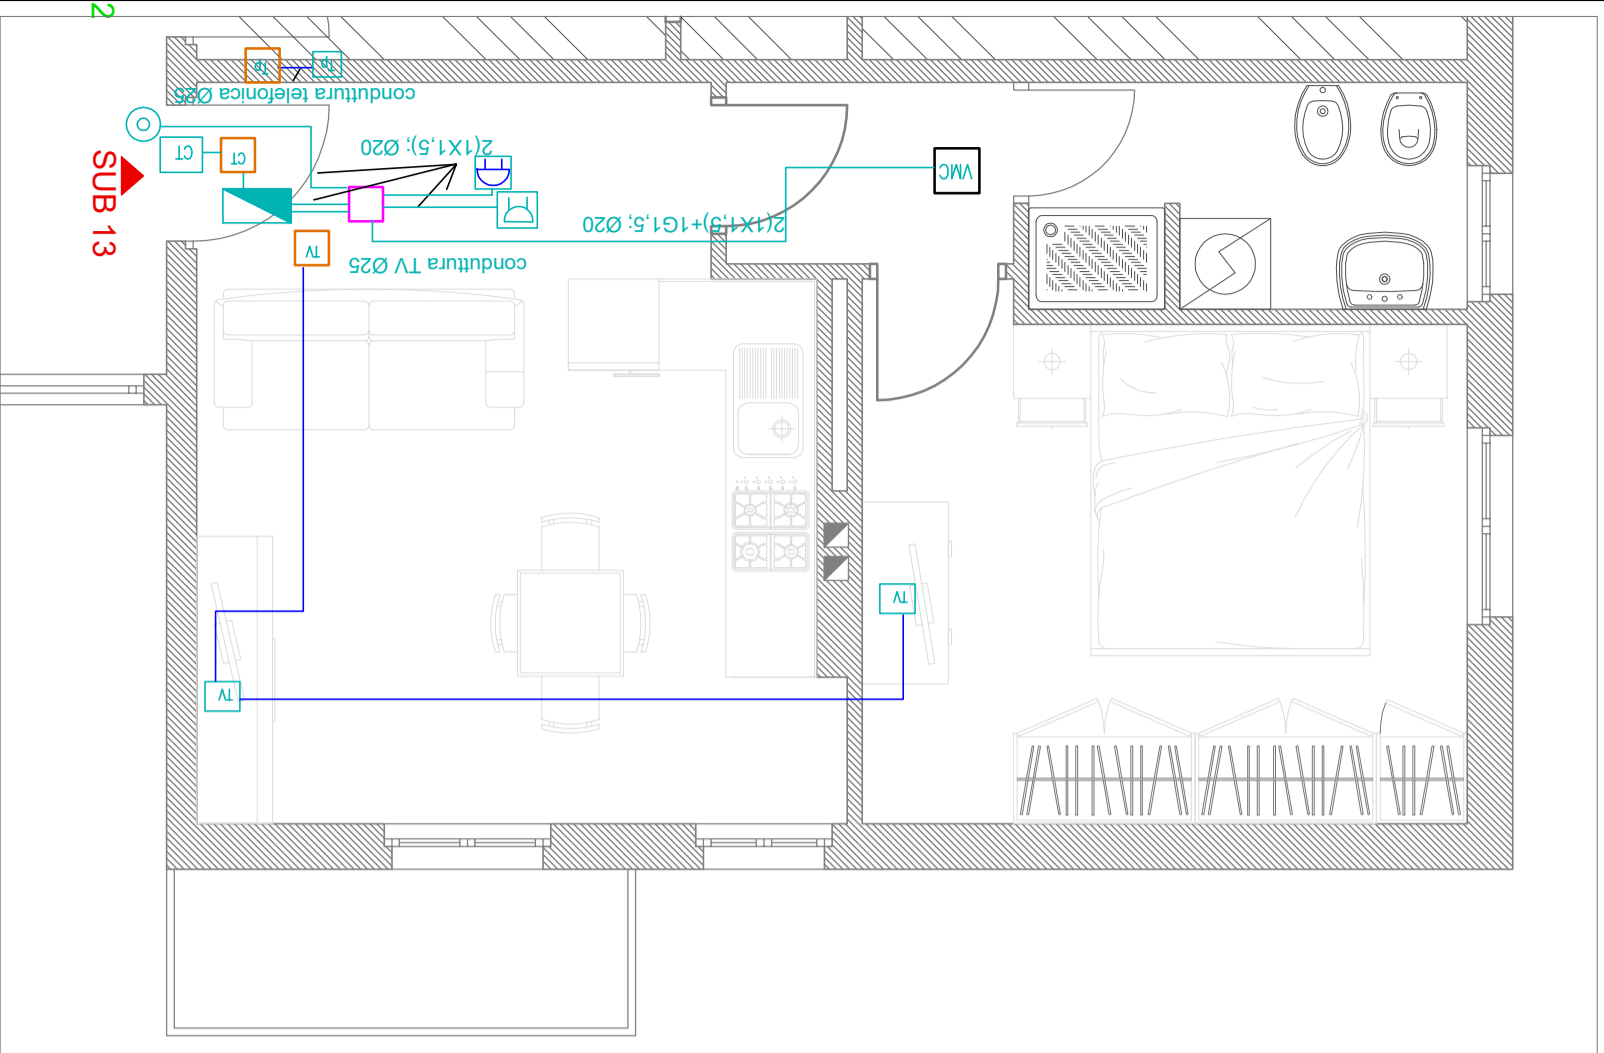 2
Tp
Tp
conduttura telefonica Ø25
2(1X1,5); Ø20
CT
CT
SUB 13
VMC
2(1X1,5)+1G1,5; Ø20
TV
conduttura TV Ø25
TV
TV